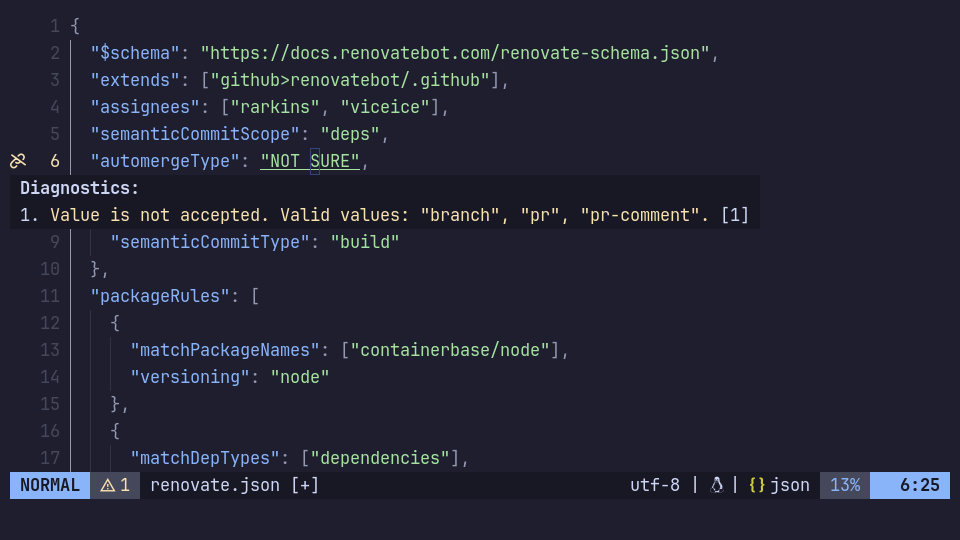 1 {
2 "$schema": "https://docs.renovatebot.com/renovate-schema.json",
3 "extends": ["github>renovatebot/.github"],
4 "assignees": ["rarkins", "viceice"],
5 "semanticCommitScope": "deps",
6 "automergeType": "NOT SURE",
Diagnostics:
1. Value is not accepted. Valid values: "branch", "pr", "pr-comment". [1]
9 "semanticCommitType": "build"
10 },
11 "packageRules": [
12 {
13 "matchPackageNames": ["containerbase/node"],
14 "versioning": "node"
15 },
16 {
17 "matchDepTypes": ["dependencies"],
NORMAL ⚠ 1 renovate.json [+] utf-8 | | {} json 13% 6:25